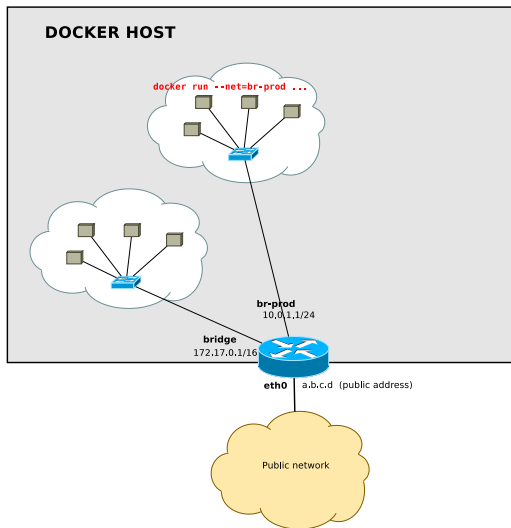 DOCKER HOST
docker run --net=br-prod ...
br-prod
10,0.1,1/24
bridge
172.17.0.1/16
eth0 a.b.c.d (public address)
Public network